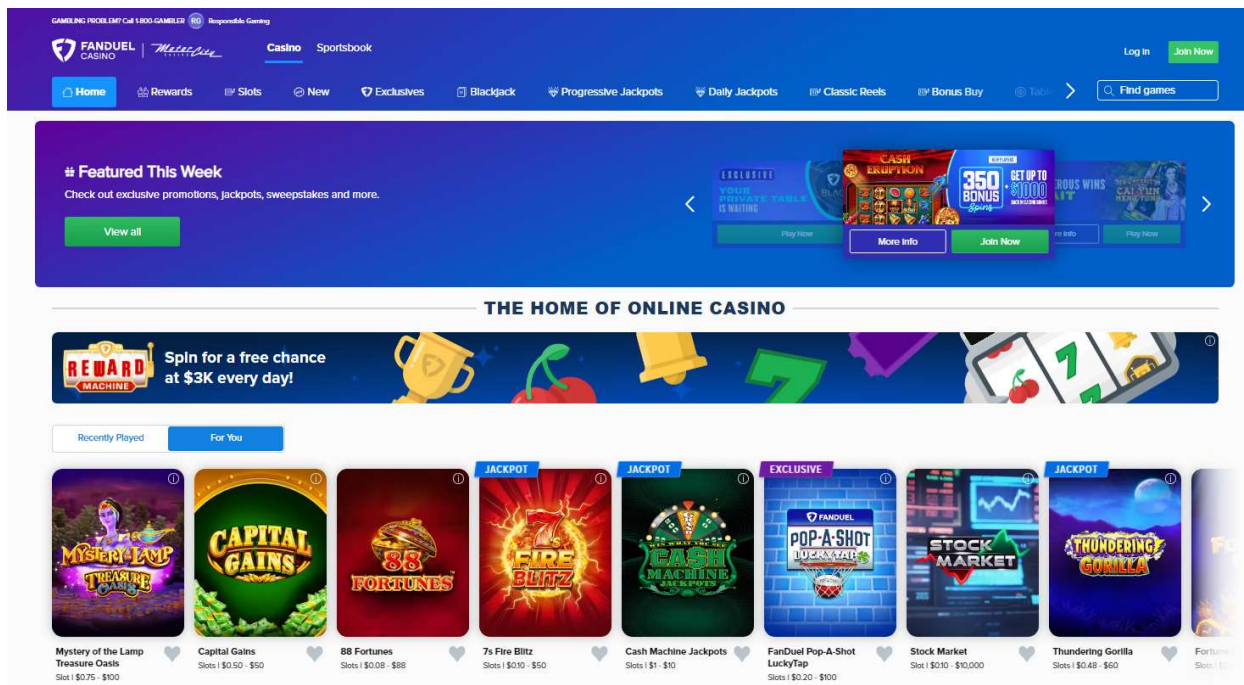 GAMBLING PROBLEM? Call 1-800-GAMBLER RG Responsible Gaming
FANDUEL
CASINO
Casino Sportsbook
Log in Join Now
Home Rewards Slots New Exclusives Blackjack Progressive Jackpots Daily Jackpots Classic Reels Bonus Buy Find games
Featured This Week
Check out exclusive promotions, jackpots, sweepstakes and more.
View all
EXCLUSIVE
YOUR
PRIVATE TABLE
IS WAITING
Play Now
CASH
ERUPTION
350
BONUS
Spins
+
GET UP TO
$1000
More Info Join Now
Play Now
THE HOME OF ONLINE CASINO
REWARD
MACHINE
Spin for a free chance
at $3K every day!
Recently Played For You
JACKPOT JACKPOT EXCLUSIVE JACKPOT
MYSTERY OF THE LAMP
TREASURE
OASIS
CAPITAL
GAINS
88
FORTUNES
7s
FIRE
BLITZ
WIN WHAT YOU SEE
CASH
MACHINE
JACKPOTS
FANDUEL
POP-A-SHOT
LUCKYTAP
STOCK
MARKET
THUNDERING
GORILLA
Mystery of the Lamp
Treasure Oasis
Slot | $0.75 - $100
Capital Gains
Slots | $0.50 - $50
88 Fortunes
Slots | $0.08 - $88
7s Fire Blitz
Slots | $0.10 - $50
Cash Machine Jackpots
Slots | $1 - $10
FanDuel Pop-A-Shot
LuckyTap
Slots | $0.20 - $100
Stock Market
Slots | $0.10 - $10,000
Thundering Gorilla
Slots | $0.48 - $60